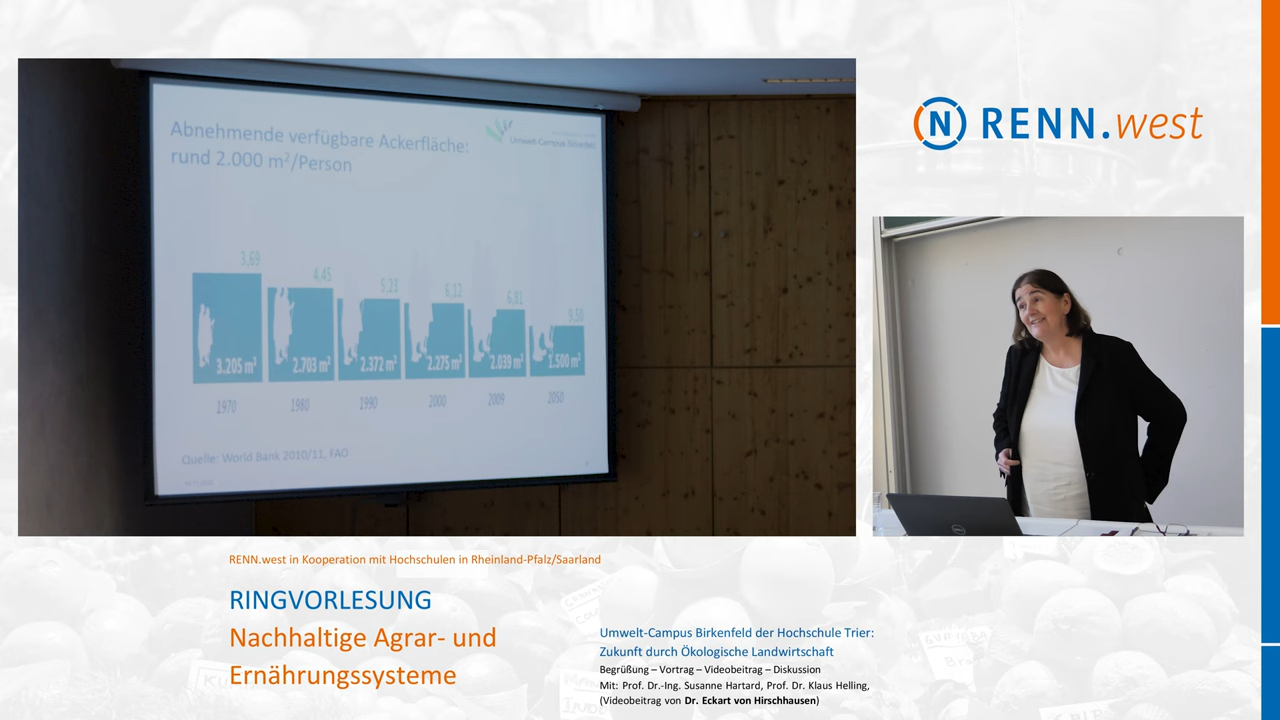 Abnehmende verfügbare Ackerfläche:
rund 2.000 m²/Person
Umwelt-Campus Birkenfeld
3,69
4,45
5,23
6,12
6,81
9,50
3.205 m²
2.703 m²
2.372 m²
2.275 m²
2.039 m²
1.500 m²
1970
1980
1990
2000
2009
2050
Quelle: World Bank 2010/11, FAO
N RENN.west
DELL
RENN.west in Kooperation mit Hochschulen in Rheinland-Pfalz/Saarland
RINGVORLESUNG
Nachhaltige Agrar- und
Ernährungssysteme
Umwelt-Campus Birkenfeld der Hochschule Trier:
Zukunft durch Ökologische Landwirtschaft
Begrüßung – Vortrag – Videobeitrag – Diskussion
Mit: Prof. Dr.-Ing. Susanne Hartard, Prof. Dr. Klaus Helling,
(Videobeitrag von Dr. Eckart von Hirschhausen)